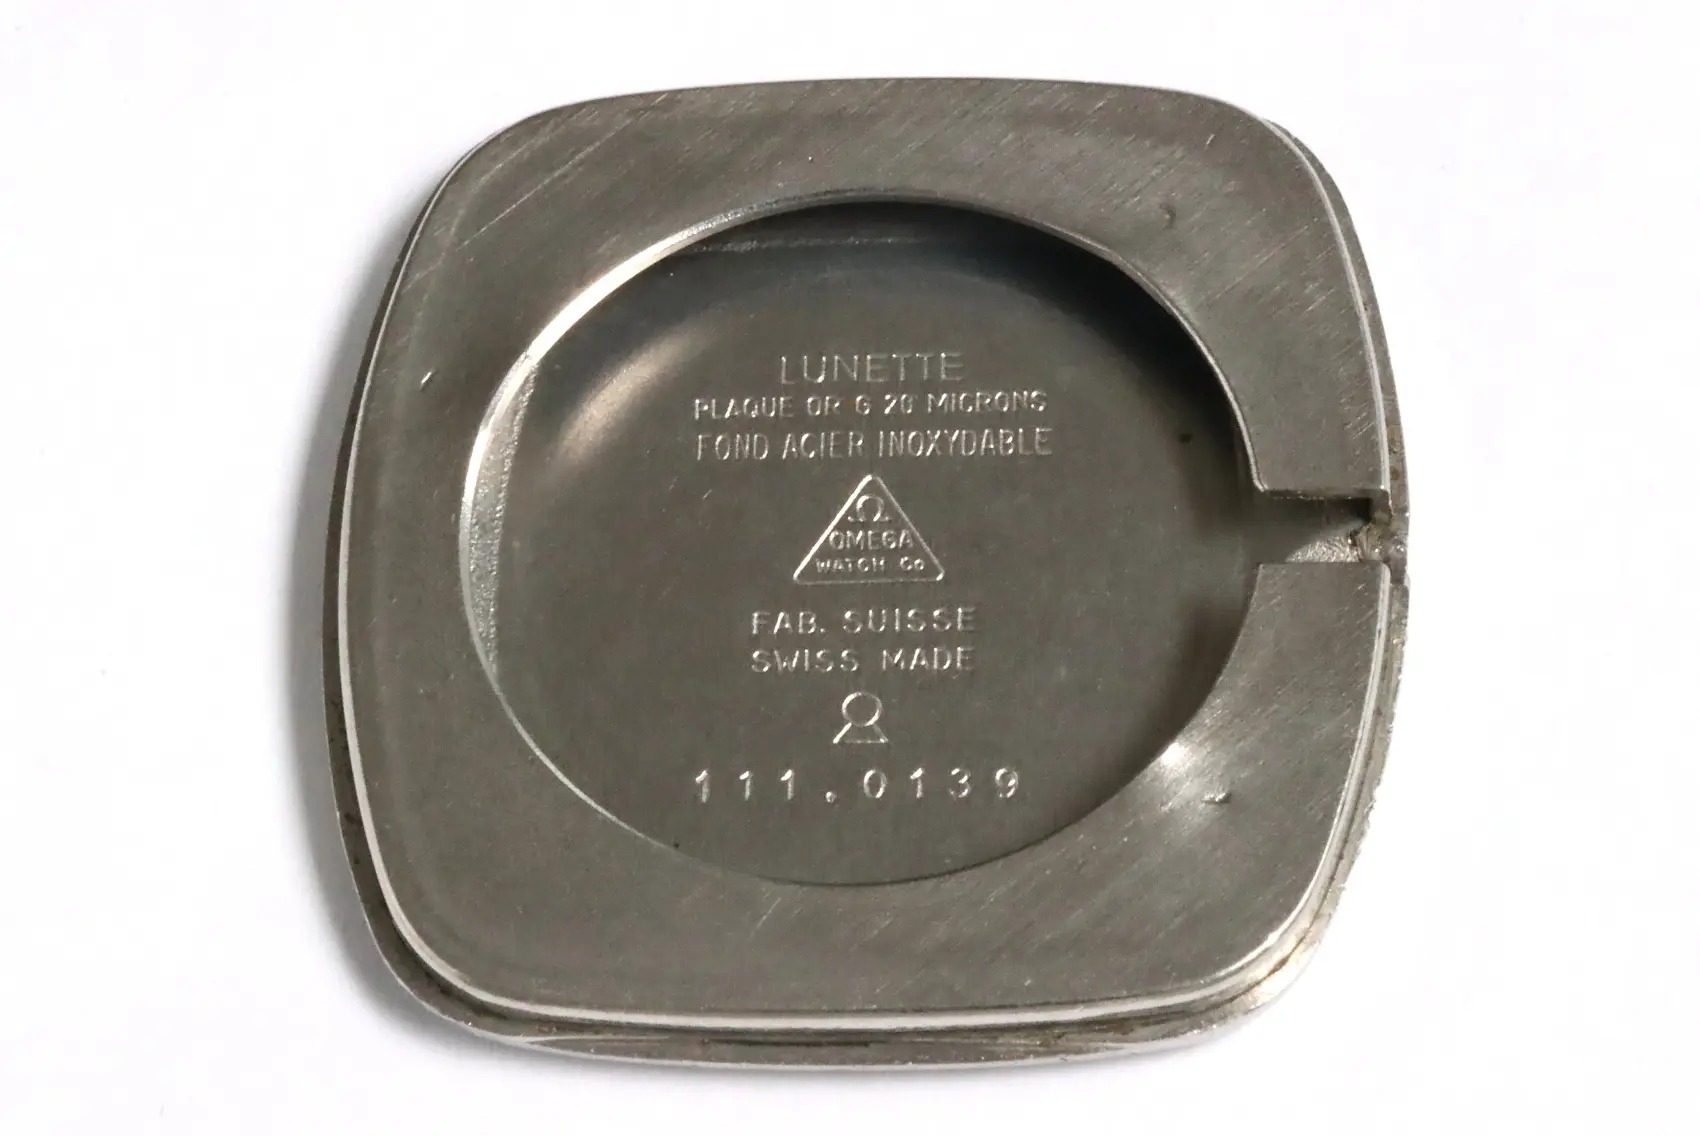 LUNETTE
PLAQUE OR G 20 MICRONS
FOND ACIER INOXYDABLE
Ω
OMEGA
WATCH Co
FAB. SUISSE
SWISS MADE
111.0139